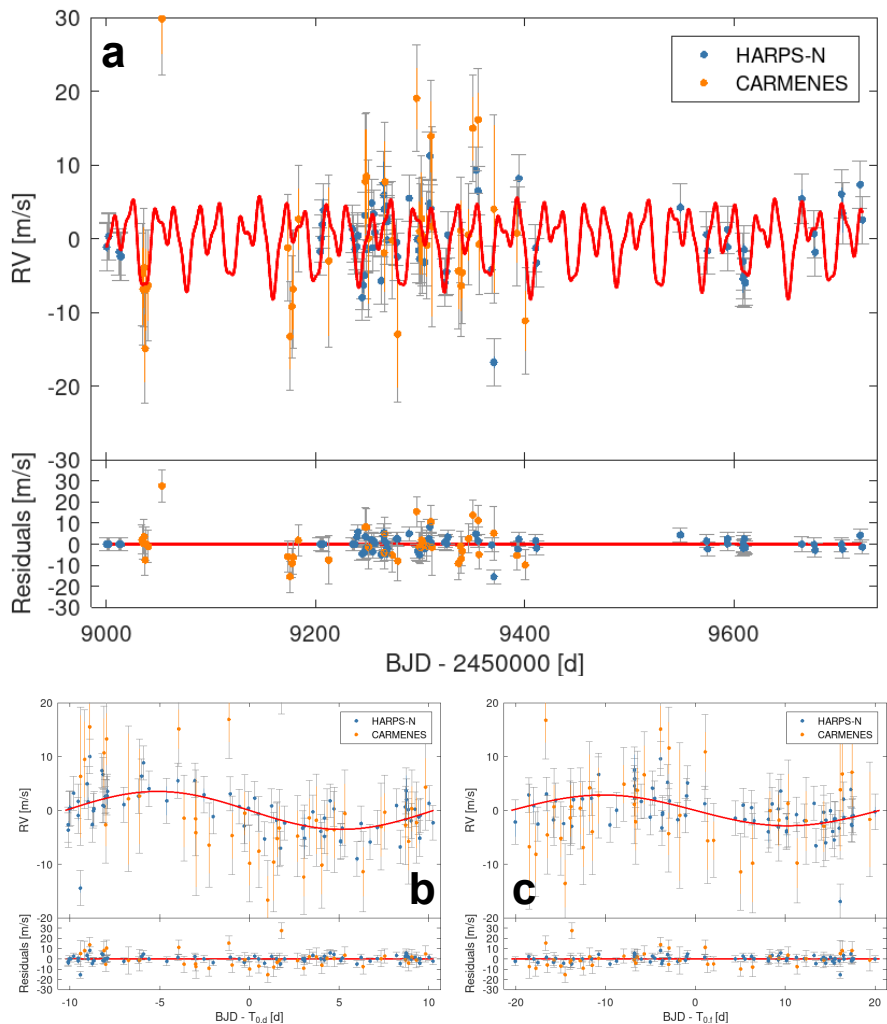 a
HARPS-N
CARMENES
30
20
10
0
-10
-20
-30
RV [m/s]
30
20
10
0
-10
-20
-30
Residuals [m/s]
9000 9200 9400 9600
BJD - 2450000 [d]
b
HARPS-N
CARMENES
20
10
0
-10
-20
RV [m/s]
30
20
10
0
-10
-20
-30
Residuals [m/s]
-10 -5 0 5 10
BJD - T0,d [d]
c
HARPS-N
CARMENES
20
10
0
-10
-20
RV [m/s]
30
20
10
0
-10
-20
-30
Residuals [m/s]
-20 -10 0 10 20
BJD - T0,f [d]